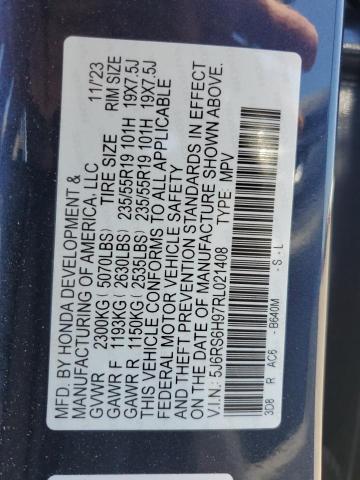 MFD. BY HONDA DEVELOPMENT &
MANUFACTURING OF AMERICA, LLC 11/'23
GVWR 2300KG ( 5070LBS) TIRE SIZE RIM SIZE
GAWR F 1193KG ( 2630LBS) 235/55R19 101H 19X7.5J
GAWR R 1150KG ( 2535LBS) 235/55R19 101H 19X7.5J
THIS VEHICLE CONFORMS TO ALL APPLICABLE
FEDERAL MOTOR VEHICLE SAFETY
AND THEFT PREVENTION STANDARDS IN EFFECT
ON THE DATE OF MANUFACTURE SHOWN ABOVE.
V.I.N.: 5J6RS6H97RL021408 TYPE: MPV
3D8 R AC6 - B640M - S - L